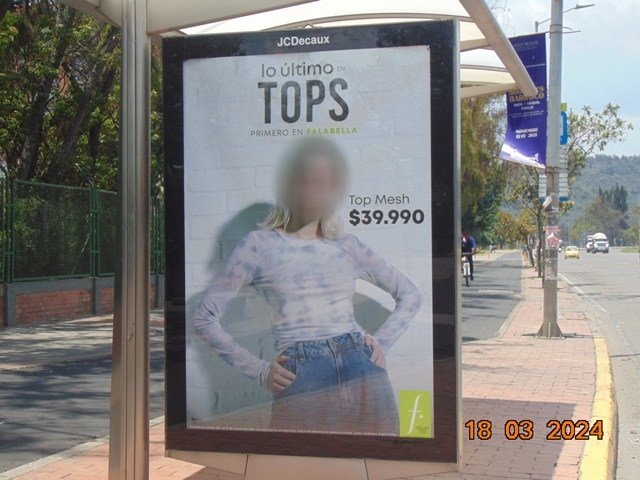 JCDecaux
lo último EN
TOPS
PRIMERO EN FALABELLA
Top Mesh
$39.990
f.
18 03 2024